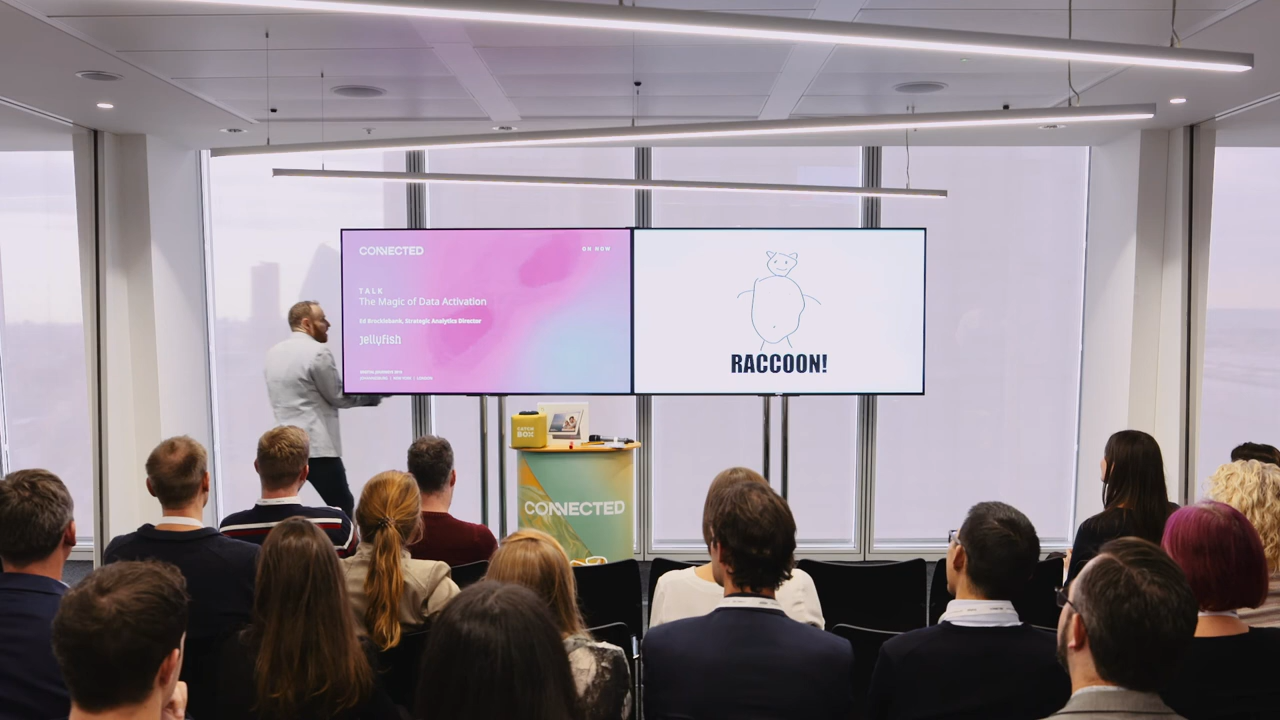 CONNECTED
ON NOW
TALK
The Magic of Data Activation
Ed Brocklebank, Strategic Analytics Director
jellyfish
RACCOON!
CATCH
BOX
CONNECTED